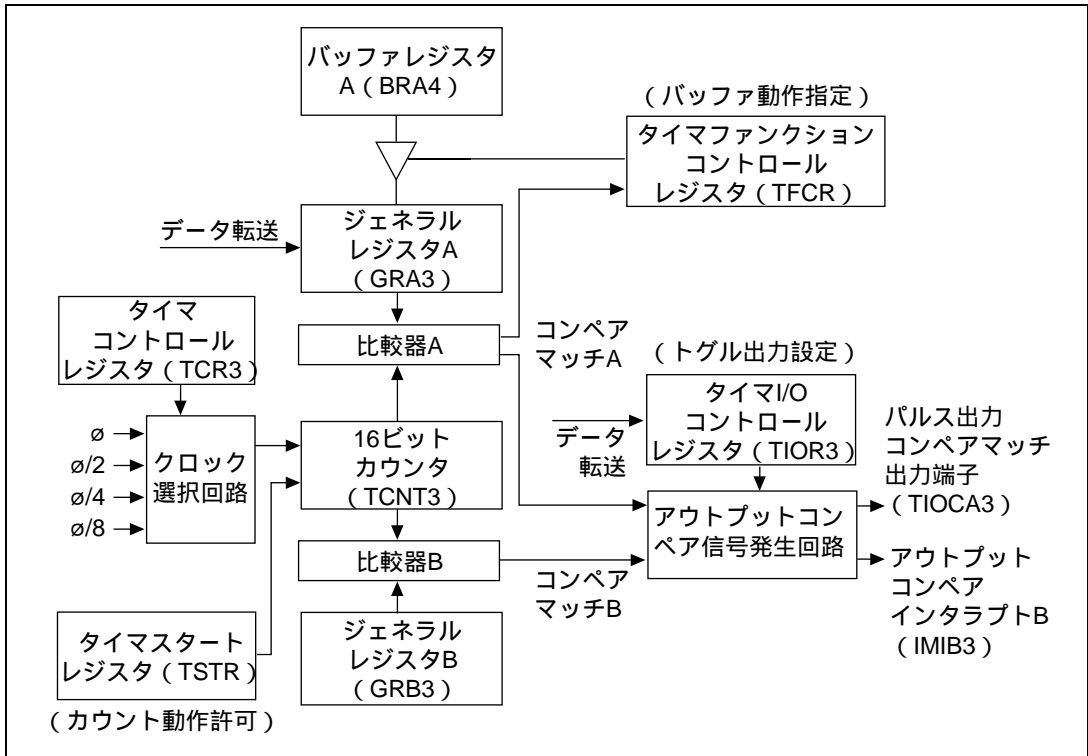 バッファレジスタ
A（BRA4）
（バッファ動作指定）
タイマファンクション
コントロール
レジスタ（TFCR）
データ転送
ジェネラル
レジスタA
（GRA3）
タイマ
コントロール
レジスタ（TCR3）
比較器A
コンペア
マッチA
（トグル出力設定）
タイマI/O
コントロール
レジスタ（TIOR3）
データ
転送
パルス出力
コンペアマッチ
出力端子
（TIOCA3）
ø
ø/2
ø/4
ø/8
クロック
選択回路
16ビット
カウンタ
（TCNT3）
アウトプットコン
ペア信号発生回路
比較器B
コンペア
マッチB
アウトプット
コンペア
インタラプトB
（IMIB3）
タイマスタート
レジスタ（TSTR）
（カウント動作許可）
ジェネラル
レジスタB
（GRB3）